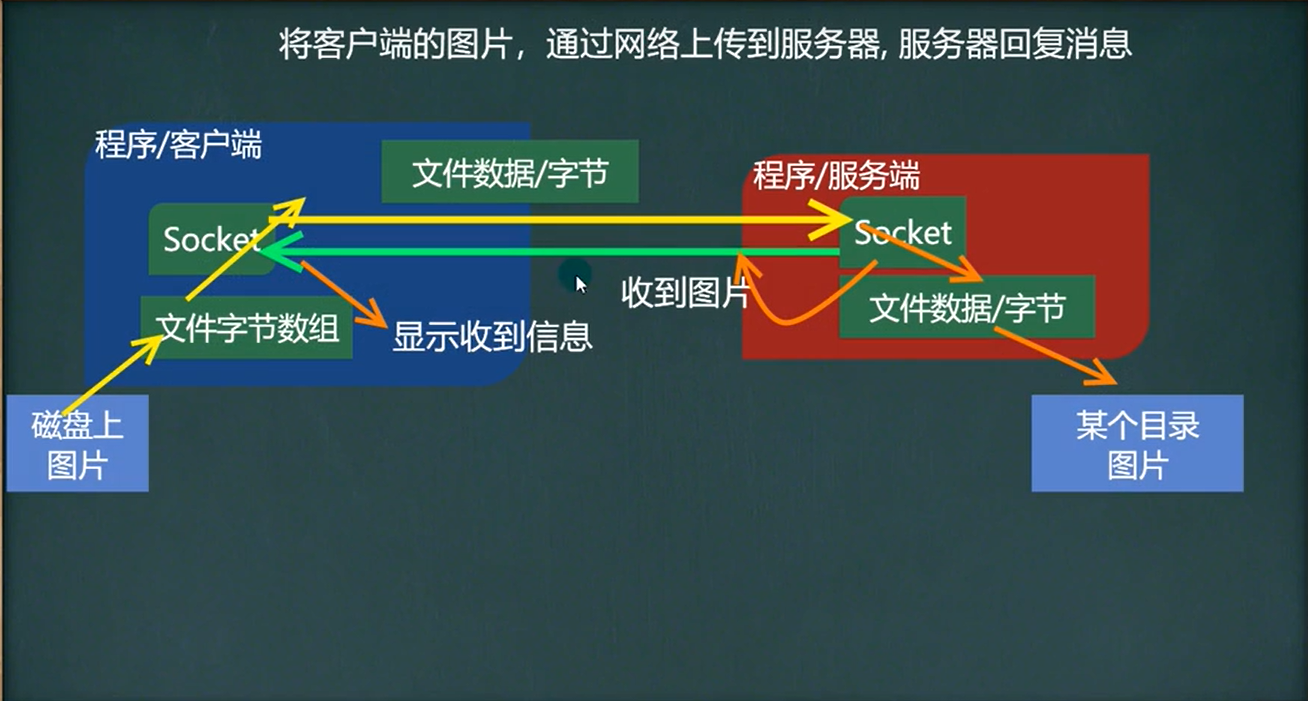 将客户端的图片，通过网络上传到服务器, 服务器回复消息
程序/客户端
文件数据/字节
程序/服务端
Socket
Socket
收到图片
文件数据/字节
文件字节数组
显示收到信息
磁盘上
图片
某个目录
图片